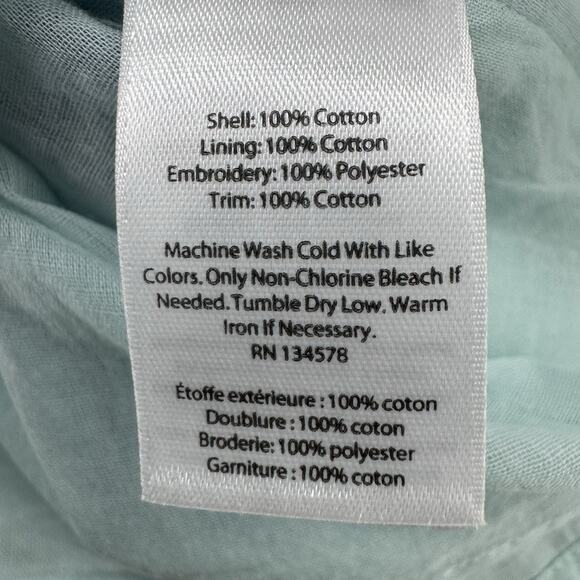 Shell: 100% Cotton
Lining: 100% Cotton
Embroidery: 100% Polyester
Trim: 100% Cotton
Machine Wash Cold With Like
Colors. Only Non-Chlorine Bleach If
Needed. Tumble Dry Low. Warm
Iron If Necessary.
RN 134578
Étoffe extérieure : 100% coton
Doublure : 100% coton
Broderie: 100% polyester
Garniture : 100% coton